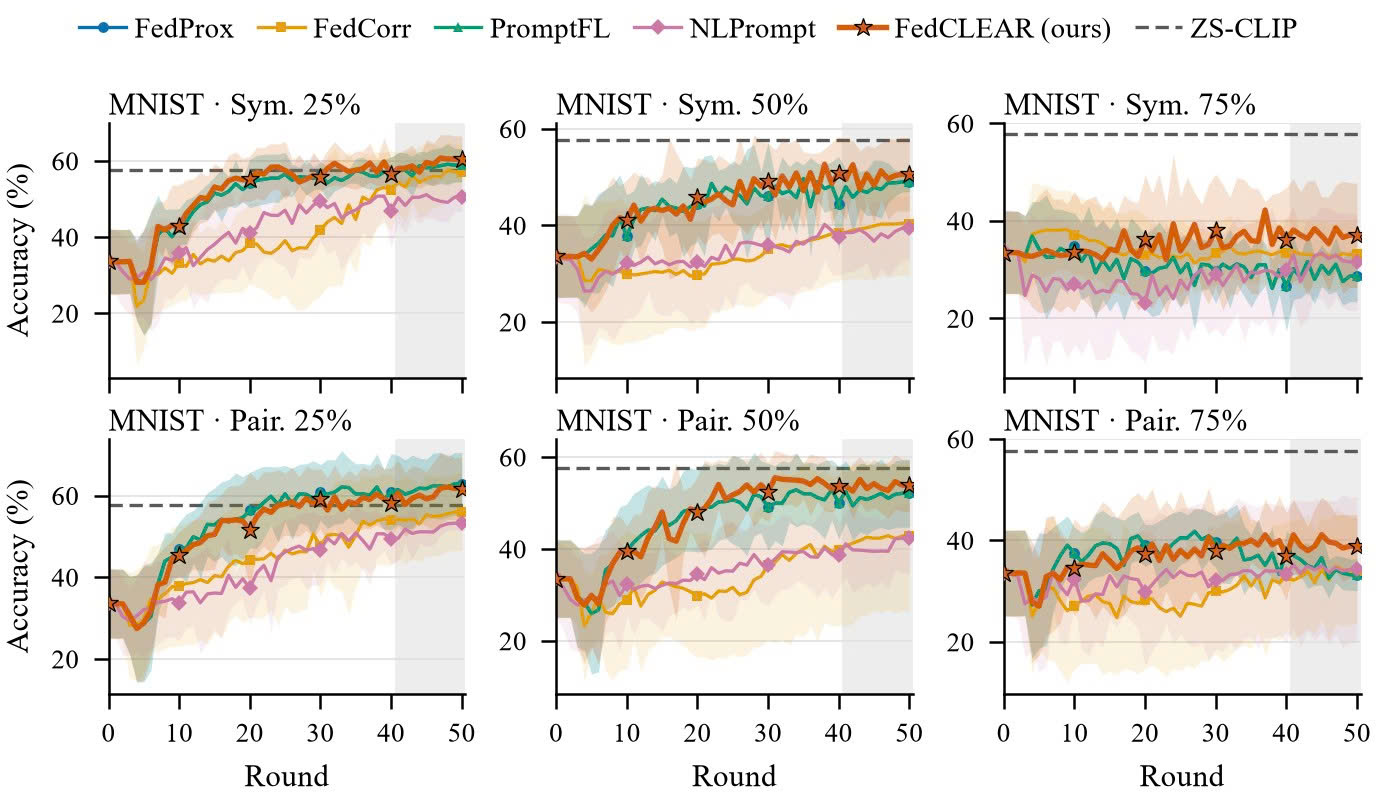 FedProx FedCorr PromptFL NLPrompt FedCLEAR (ours) ZS-CLIP
MNIST · Sym. 25%
Accuracy (%)
60
40
20
MNIST · Sym. 50%
60
40
20
MNIST · Sym. 75%
60
40
20
MNIST · Pair. 25%
Accuracy (%)
60
40
20
0 10 20 30 40 50
Round
MNIST · Pair. 50%
60
40
20
0 10 20 30 40 50
Round
MNIST · Pair. 75%
60
40
20
0 10 20 30 40 50
Round